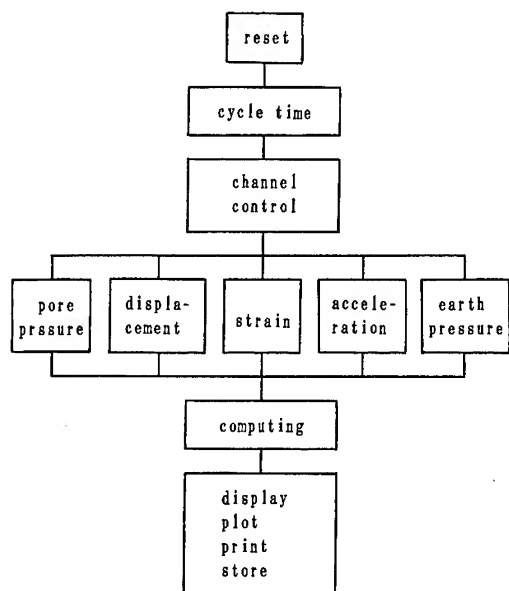 reset
cycle time
channel
control
pore
prssure
displa-
cement
strain
accele-
ration
earth
pressure
computing
display
plot
print
store